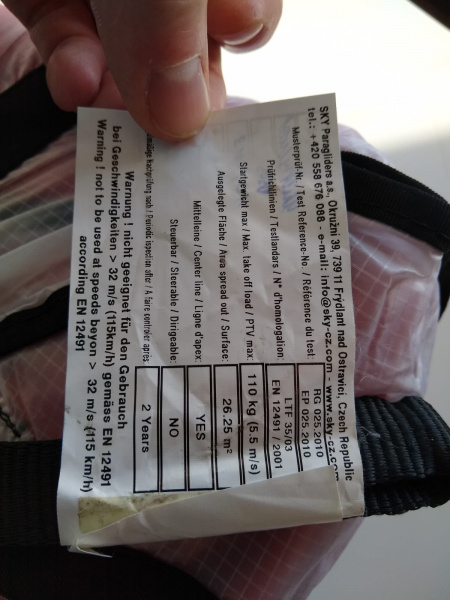 SKY Paragliders a.s., Okružní 39, 739 11 Frýdlant nad Ostravicí, Czech Republic
tel.: +420 558 676 088 - e-mail: info@sky-cz.com - www.sky-cz.com
Musterprüf-Nr. / Test Reference-No. / Référence du test: RG 025.2010
EP 025.2010
Prüfrichtlinien / Testlandars / N° d'homologation: LTF 35/03
EN 12491 / 2001
Startgewicht max / Max. take off load / PTV max: 110 kg (5.5 m/s)
Ausgelegte Fläche / Area spread out / Surface: 26.25 m²
Mittelleine / Center line / Ligne d'apex: YES
Steuerbar / Steerable / Dirigeable: NO
Nachprüfung nach / Periodic inspection after / à faire controler après: 2 Years
Warnung ! nicht geeignet für den Gebrauch
bei Geschwindigkeiten > 32 m/s (115km/h) gemäss EN 12491
Warning ! not to be used at speeds beyon > 32 m/s (115 km/h)
according EN 12491